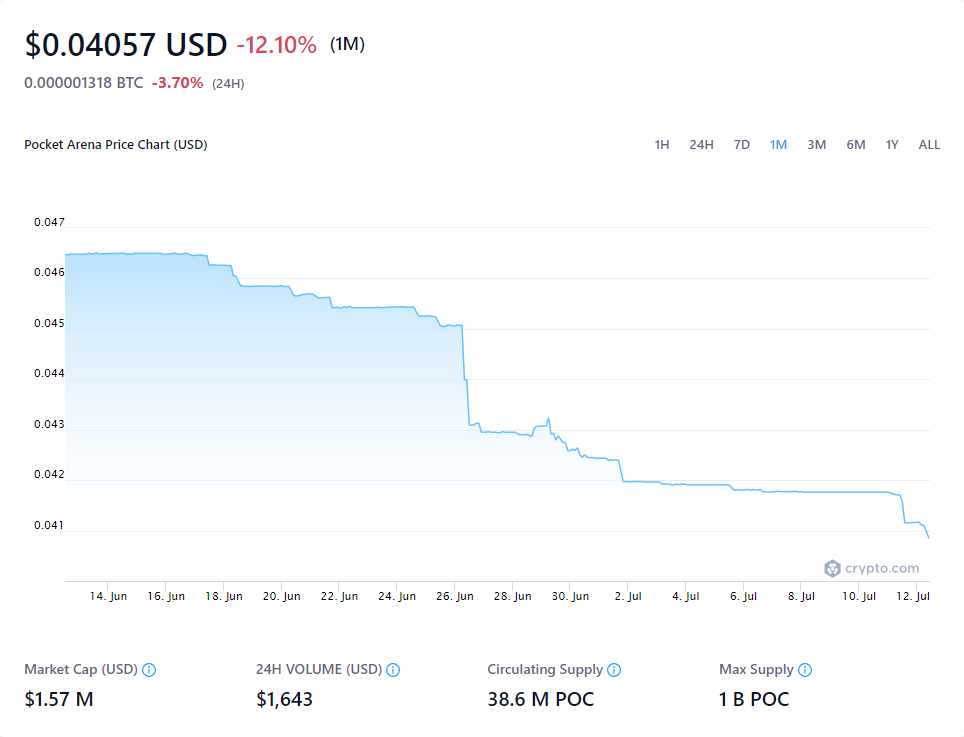 $0.04057 USD -12.10% (1M)
0.000001318 BTC -3.70% (24H)
Pocket Arena Price Chart (USD) 1H 24H 7D 1M 3M 6M 1Y ALL
0.047
0.046
0.045
0.044
0.043
0.042
0.041
crypto.com
14. Jun 16. Jun 18. Jun 20. Jun 22. Jun 24. Jun 26. Jun 28. Jun 30. Jun 2. Jul 4. Jul 6. Jul 8. Jul 10. Jul 12. Jul
Market Cap (USD) 24H VOLUME (USD) Circulating Supply Max Supply
$1.57 M $1,643 38.6 M POC 1 B POC